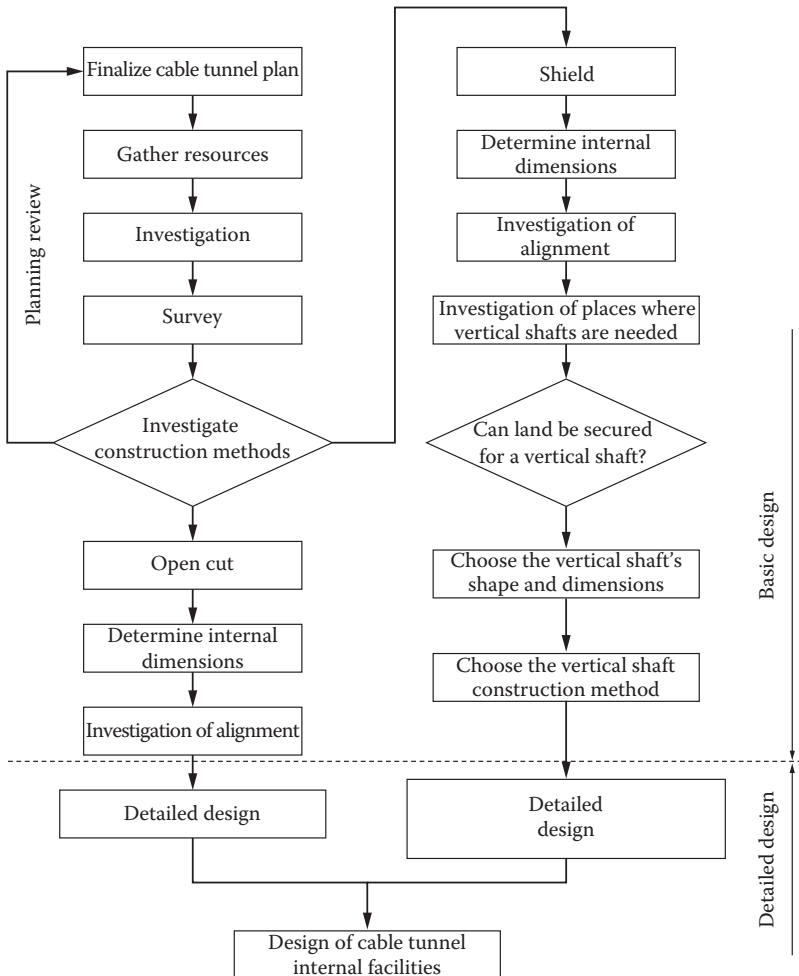 Finalize cable tunnel plan
Gather resources
Investigation
Survey
Planning review
Investigate
construction methods
Open cut
Determine internal
dimensions
Investigation of alignment
Detailed design
Shield
Determine internal
dimensions
Investigation of
alignment
Investigation of places where
vertical shafts are needed
Can land be secured
for a vertical shaft?
Choose the vertical shaft's
shape and dimensions
Choose the vertical shaft
construction method
Detailed
design
Basic design
Detailed design
Design of cable tunnel
internal facilities